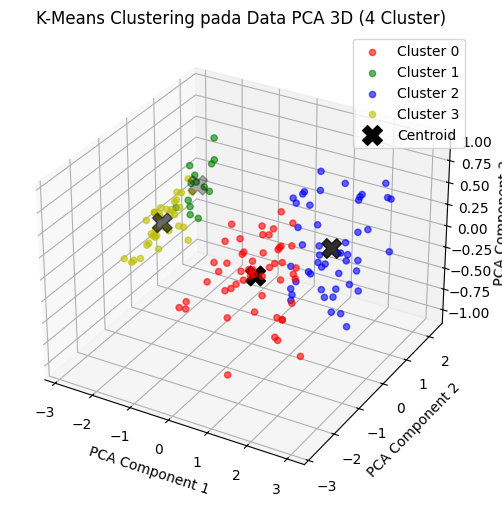 K-Means Clustering pada Data PCA 3D (4 Cluster)
Cluster 0
Cluster 1
Cluster 2
Cluster 3
Centroid
1.00
0.75
0.50
0.25
0.00
−0.25
−0.50
−0.75
−1.00
PCA Component
2
1
0
−1
−2
−3
PCA Component 2
−3
−2
−1
0
1
2
3
PCA Component 1